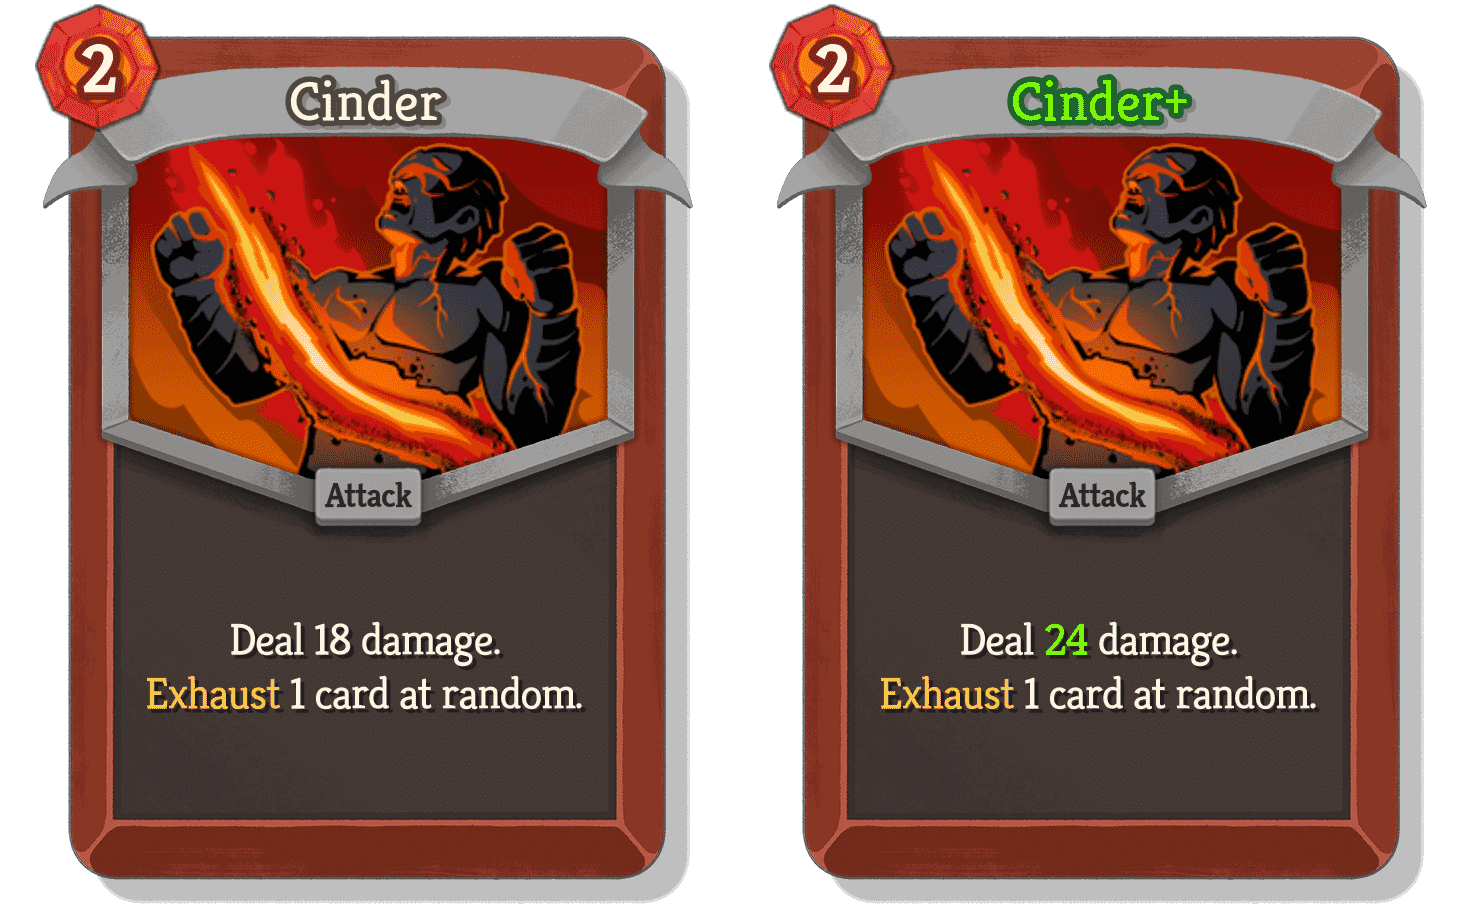 2
Cinder
Attack
Deal 18 damage.
Exhaust 1 card at random.
2
Cinder+
Attack
Deal 24 damage.
Exhaust 1 card at random.